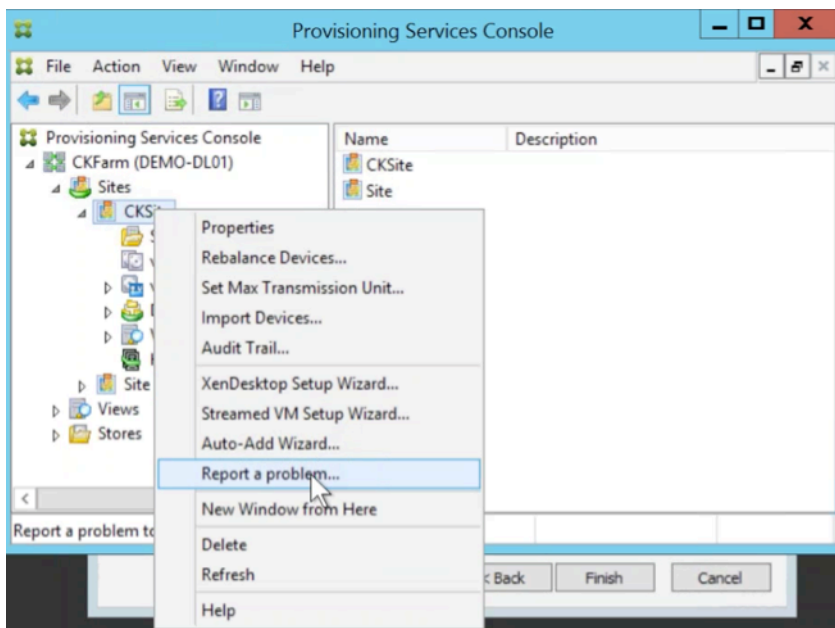 Provisioning Services Console
File Action View Window Help
Provisioning Services Console
CKFarm (DEMO-DL01)
Sites
CKSite
Site
Views
Stores
Name Description
CKSite
Site
Properties
Rebalance Devices...
Set Max Transmission Unit...
Import Devices...
Audit Trail...
XenDesktop Setup Wizard...
Streamed VM Setup Wizard...
Auto-Add Wizard...
Report a problem...
New Window from Here
Delete
Refresh
Help
Report a problem to
< Back Finish Cancel